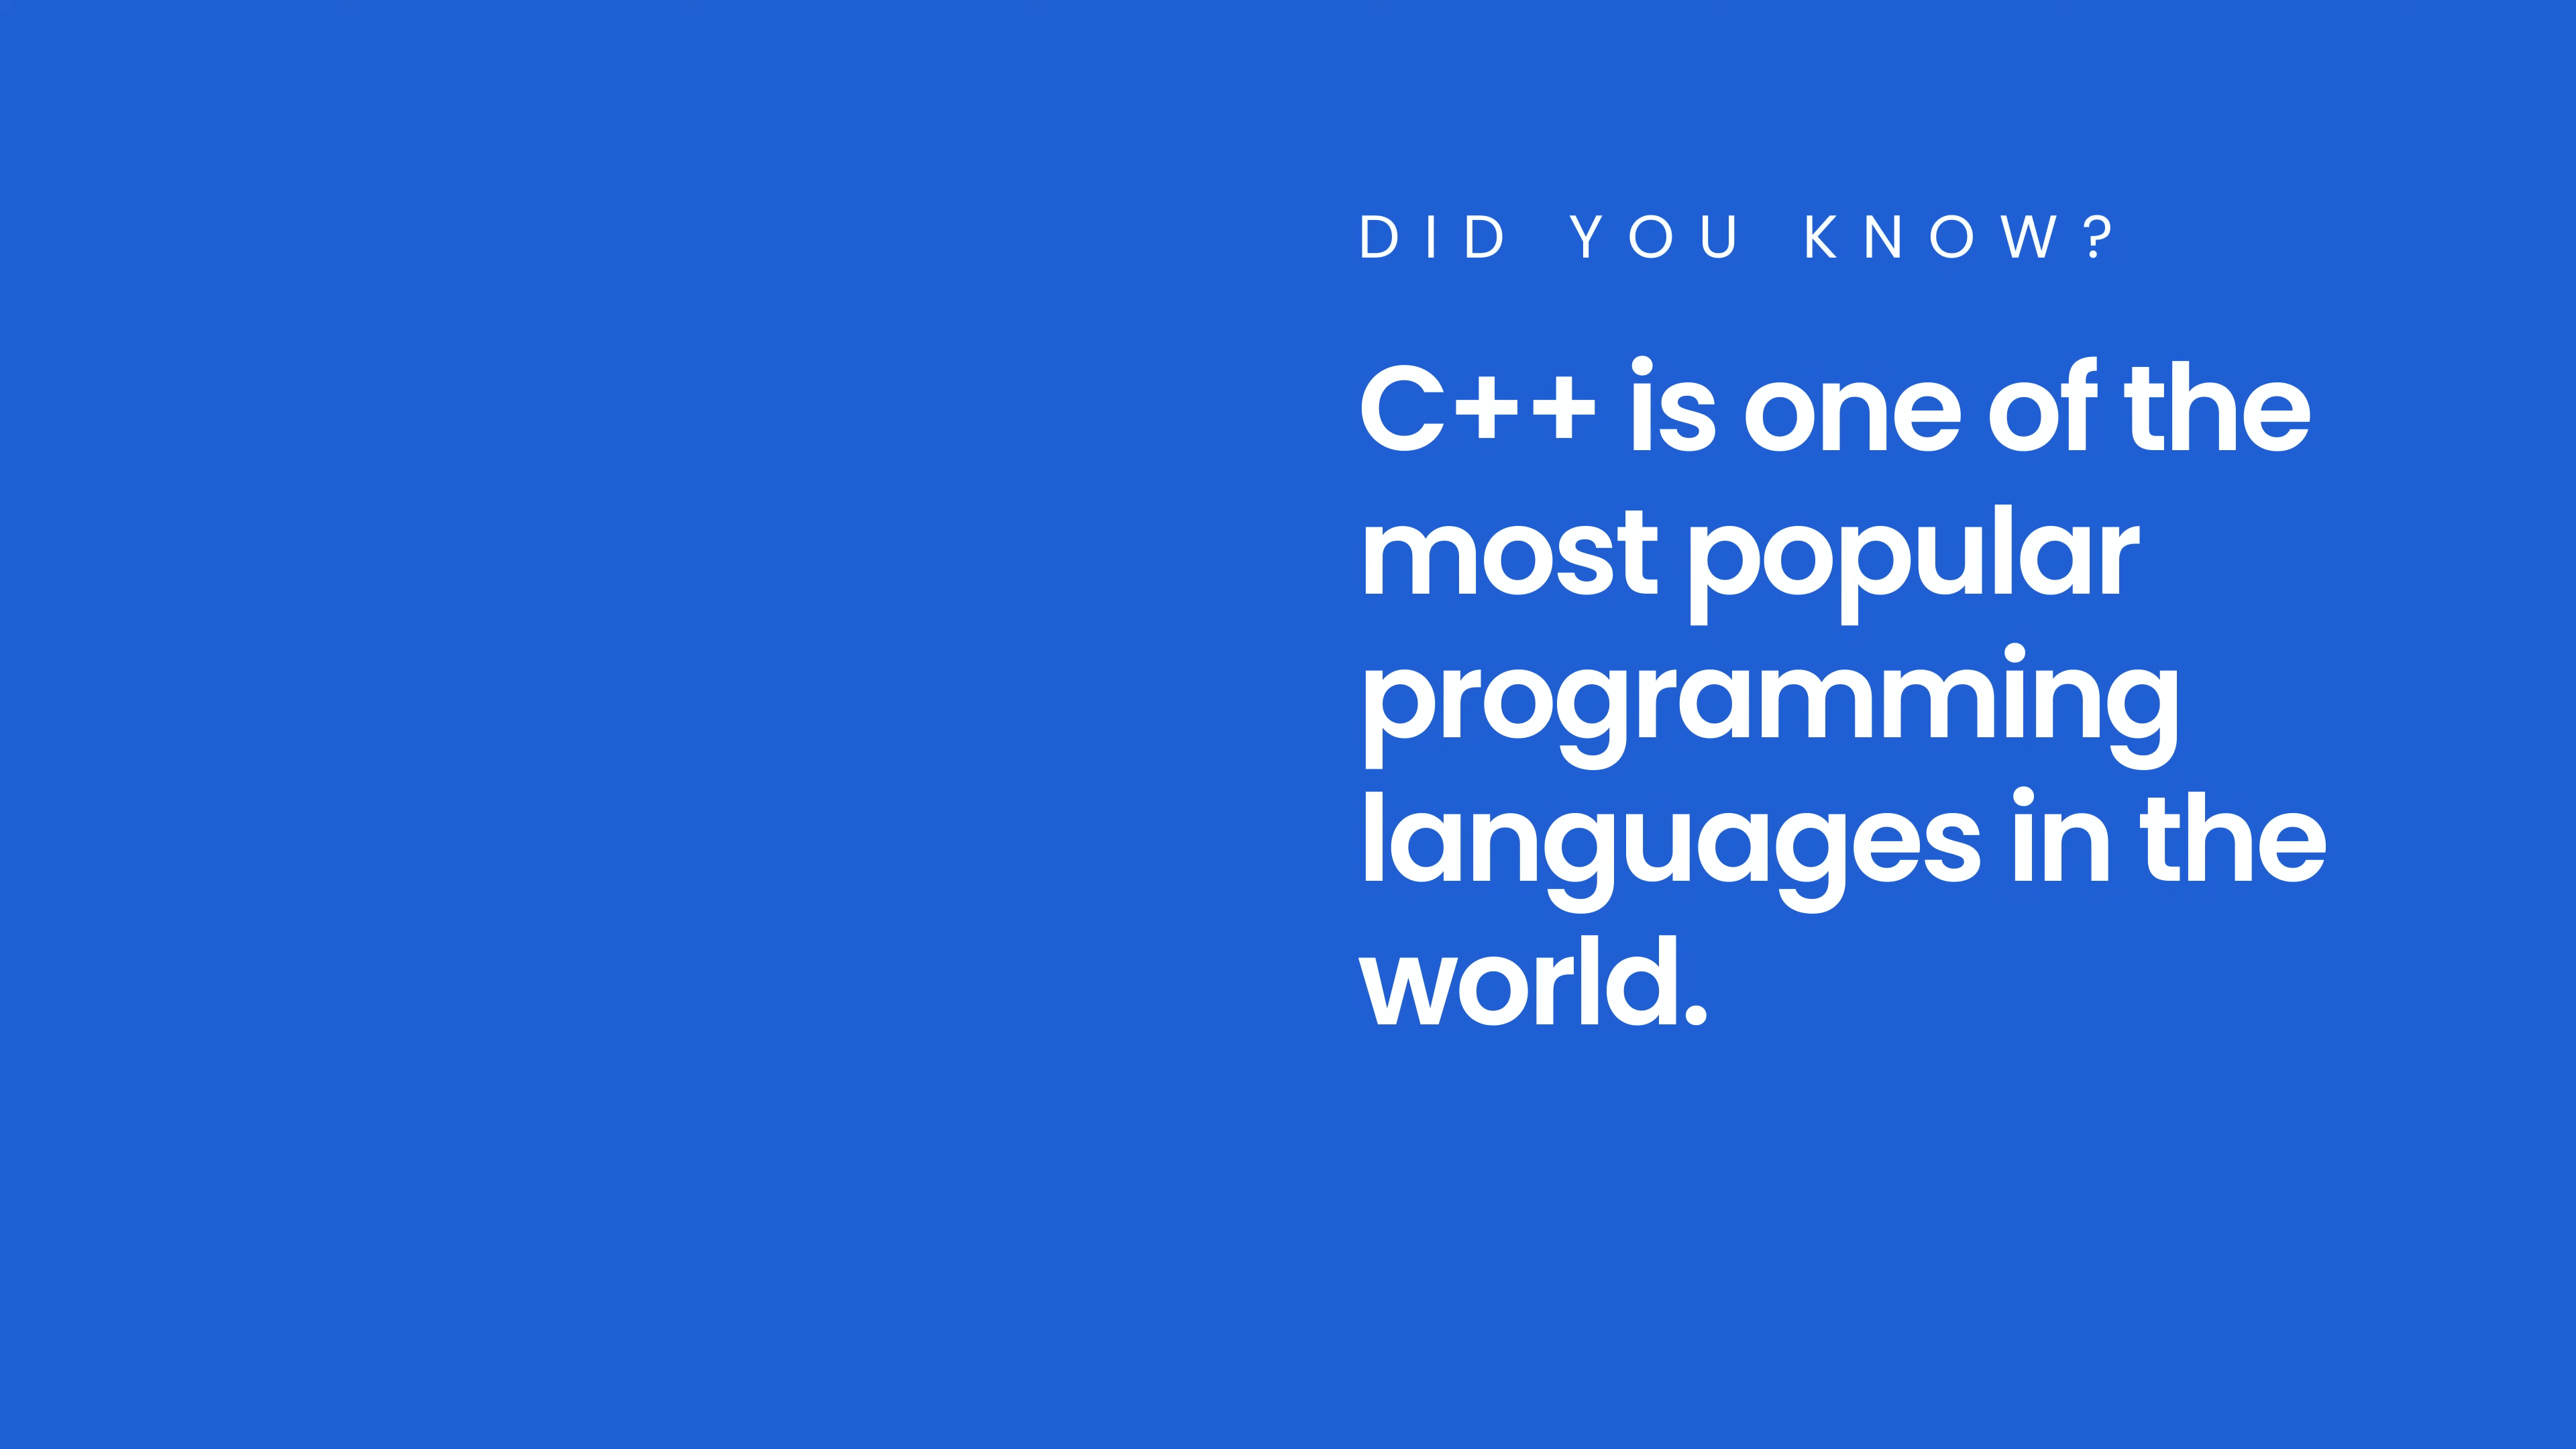 DID YOU KNOW?
C++ is one of the
most popular
programming
languages in the
world.